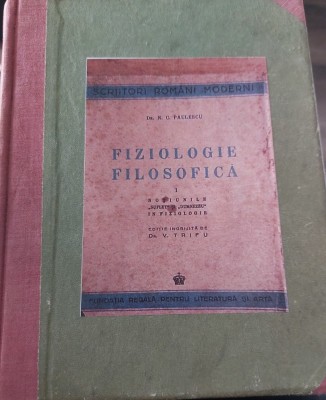 SCRIITORI ROMÂNI MODERNI
Dr. N. C. PAULESCU
FIZIOLOGIE
FILOSOFICA
I
NOȚIUNILE
„SUFLET” ȘI „DUMNEZEU”
IN FIZIOLOGIE
EDIȚIE INGRIJITĂ DE
Dr. V. TRIFU
FUNDAȚIA REGALĂ PENTRU LITERATURĂ ȘI ARTĂ